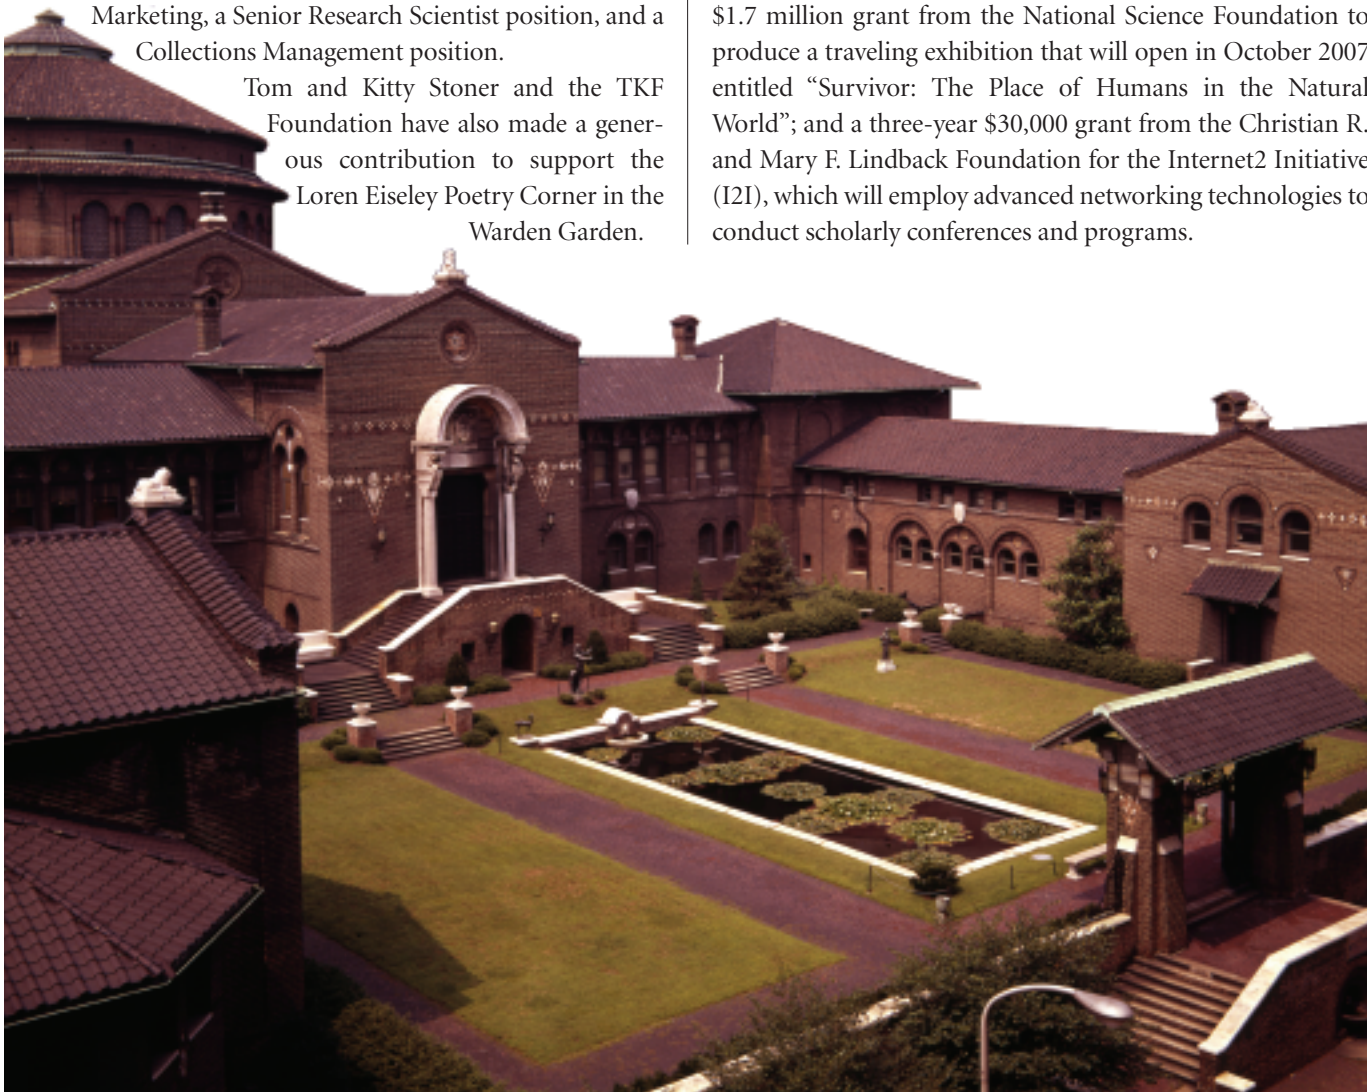 Marketing, a Senior Research Scientist position, and a
Collections Management position.
Tom and Kitty Stoner and the TKF
Foundation have also made a gener-
ous contribution to support the
Loren Eiseley Poetry Corner in the
Warden Garden.
$1.7 million grant from the National Science Foundation to
produce a traveling exhibition that will open in October 2007
entitled “Survivor: The Place of Humans in the Natural
World”; and a three-year $30,000 grant from the Christian R.
and Mary F. Lindback Foundation for the Internet2 Initiative
(I2I), which will employ advanced networking technologies to
conduct scholarly conferences and programs.